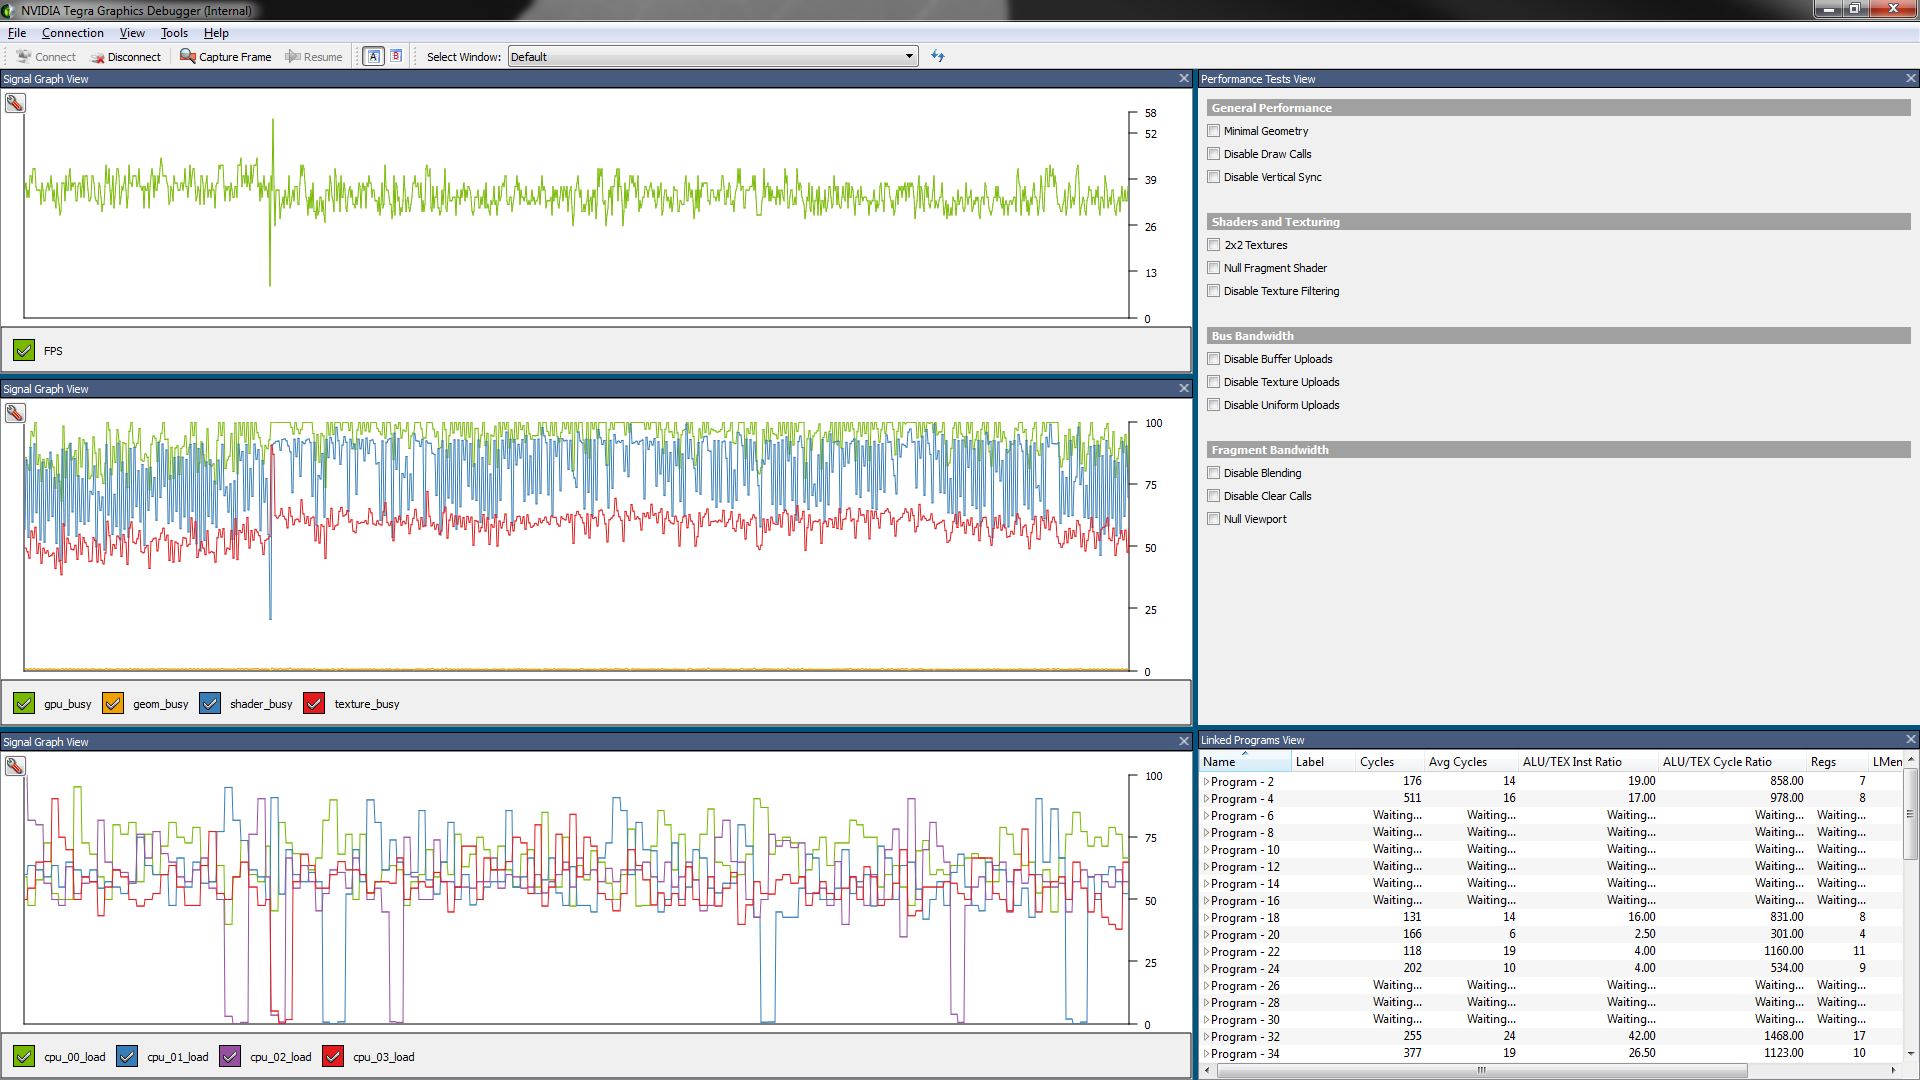 NVIDIA Tegra Graphics Debugger (Internal)
File Connection View Tools Help
Connect Disconnect Capture Frame Resume A B Select Window: Default
Signal Graph View
58
52
39
26
13
0
FPS
Signal Graph View
100
75
50
25
0
gpu_busy geom_busy shader_busy texture_busy
Signal Graph View
100
75
50
25
0
cpu_00_load cpu_01_load cpu_02_load cpu_03_load
Performance Tests View
General Performance
Minimal Geometry
Disable Draw Calls
Disable Vertical Sync
Shaders and Texturing
2x2 Textures
Null Fragment Shader
Disable Texture Filtering
Bus Bandwidth
Disable Buffer Uploads
Disable Texture Uploads
Disable Uniform Uploads
Fragment Bandwidth
Disable Blending
Disable Clear Calls
Null Viewport
Linked Programs View
Name Label Cycles Avg Cycles ALU/TEX Inst Ratio ALU/TEX Cycle Ratio Regs LMen
Program - 2 176 14 19.00 858.00 7
Program - 4 511 16 17.00 978.00 8
Program - 6 Waiting... Waiting... Waiting... Waiting... Waiting...
Program - 8 Waiting... Waiting... Waiting... Waiting... Waiting...
Program - 10 Waiting... Waiting... Waiting... Waiting... Waiting...
Program - 12 Waiting... Waiting... Waiting... Waiting... Waiting...
Program - 14 Waiting... Waiting... Waiting... Waiting... Waiting...
Program - 16 Waiting... Waiting... Waiting... Waiting... Waiting...
Program - 18 131 14 16.00 831.00 8
Program - 20 166 6 2.50 301.00 4
Program - 22 118 19 4.00 1160.00 11
Program - 24 202 10 4.00 534.00 9
Program - 26 Waiting... Waiting... Waiting... Waiting... Waiting...
Program - 28 Waiting... Waiting... Waiting... Waiting... Waiting...
Program - 30 Waiting... Waiting... Waiting... Waiting... Waiting...
Program - 32 255 24 42.00 1468.00 17
Program - 34 377 19 26.50 1123.00 10